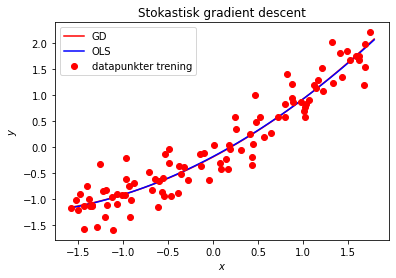 Stokastisk gradient descent
GD
OLS
datapunkter trening
2.0
1.5
1.0
0.5
0.0
−0.5
−1.0
−1.5
y
−1.5 −1.0 −0.5 0.0 0.5 1.0 1.5
x